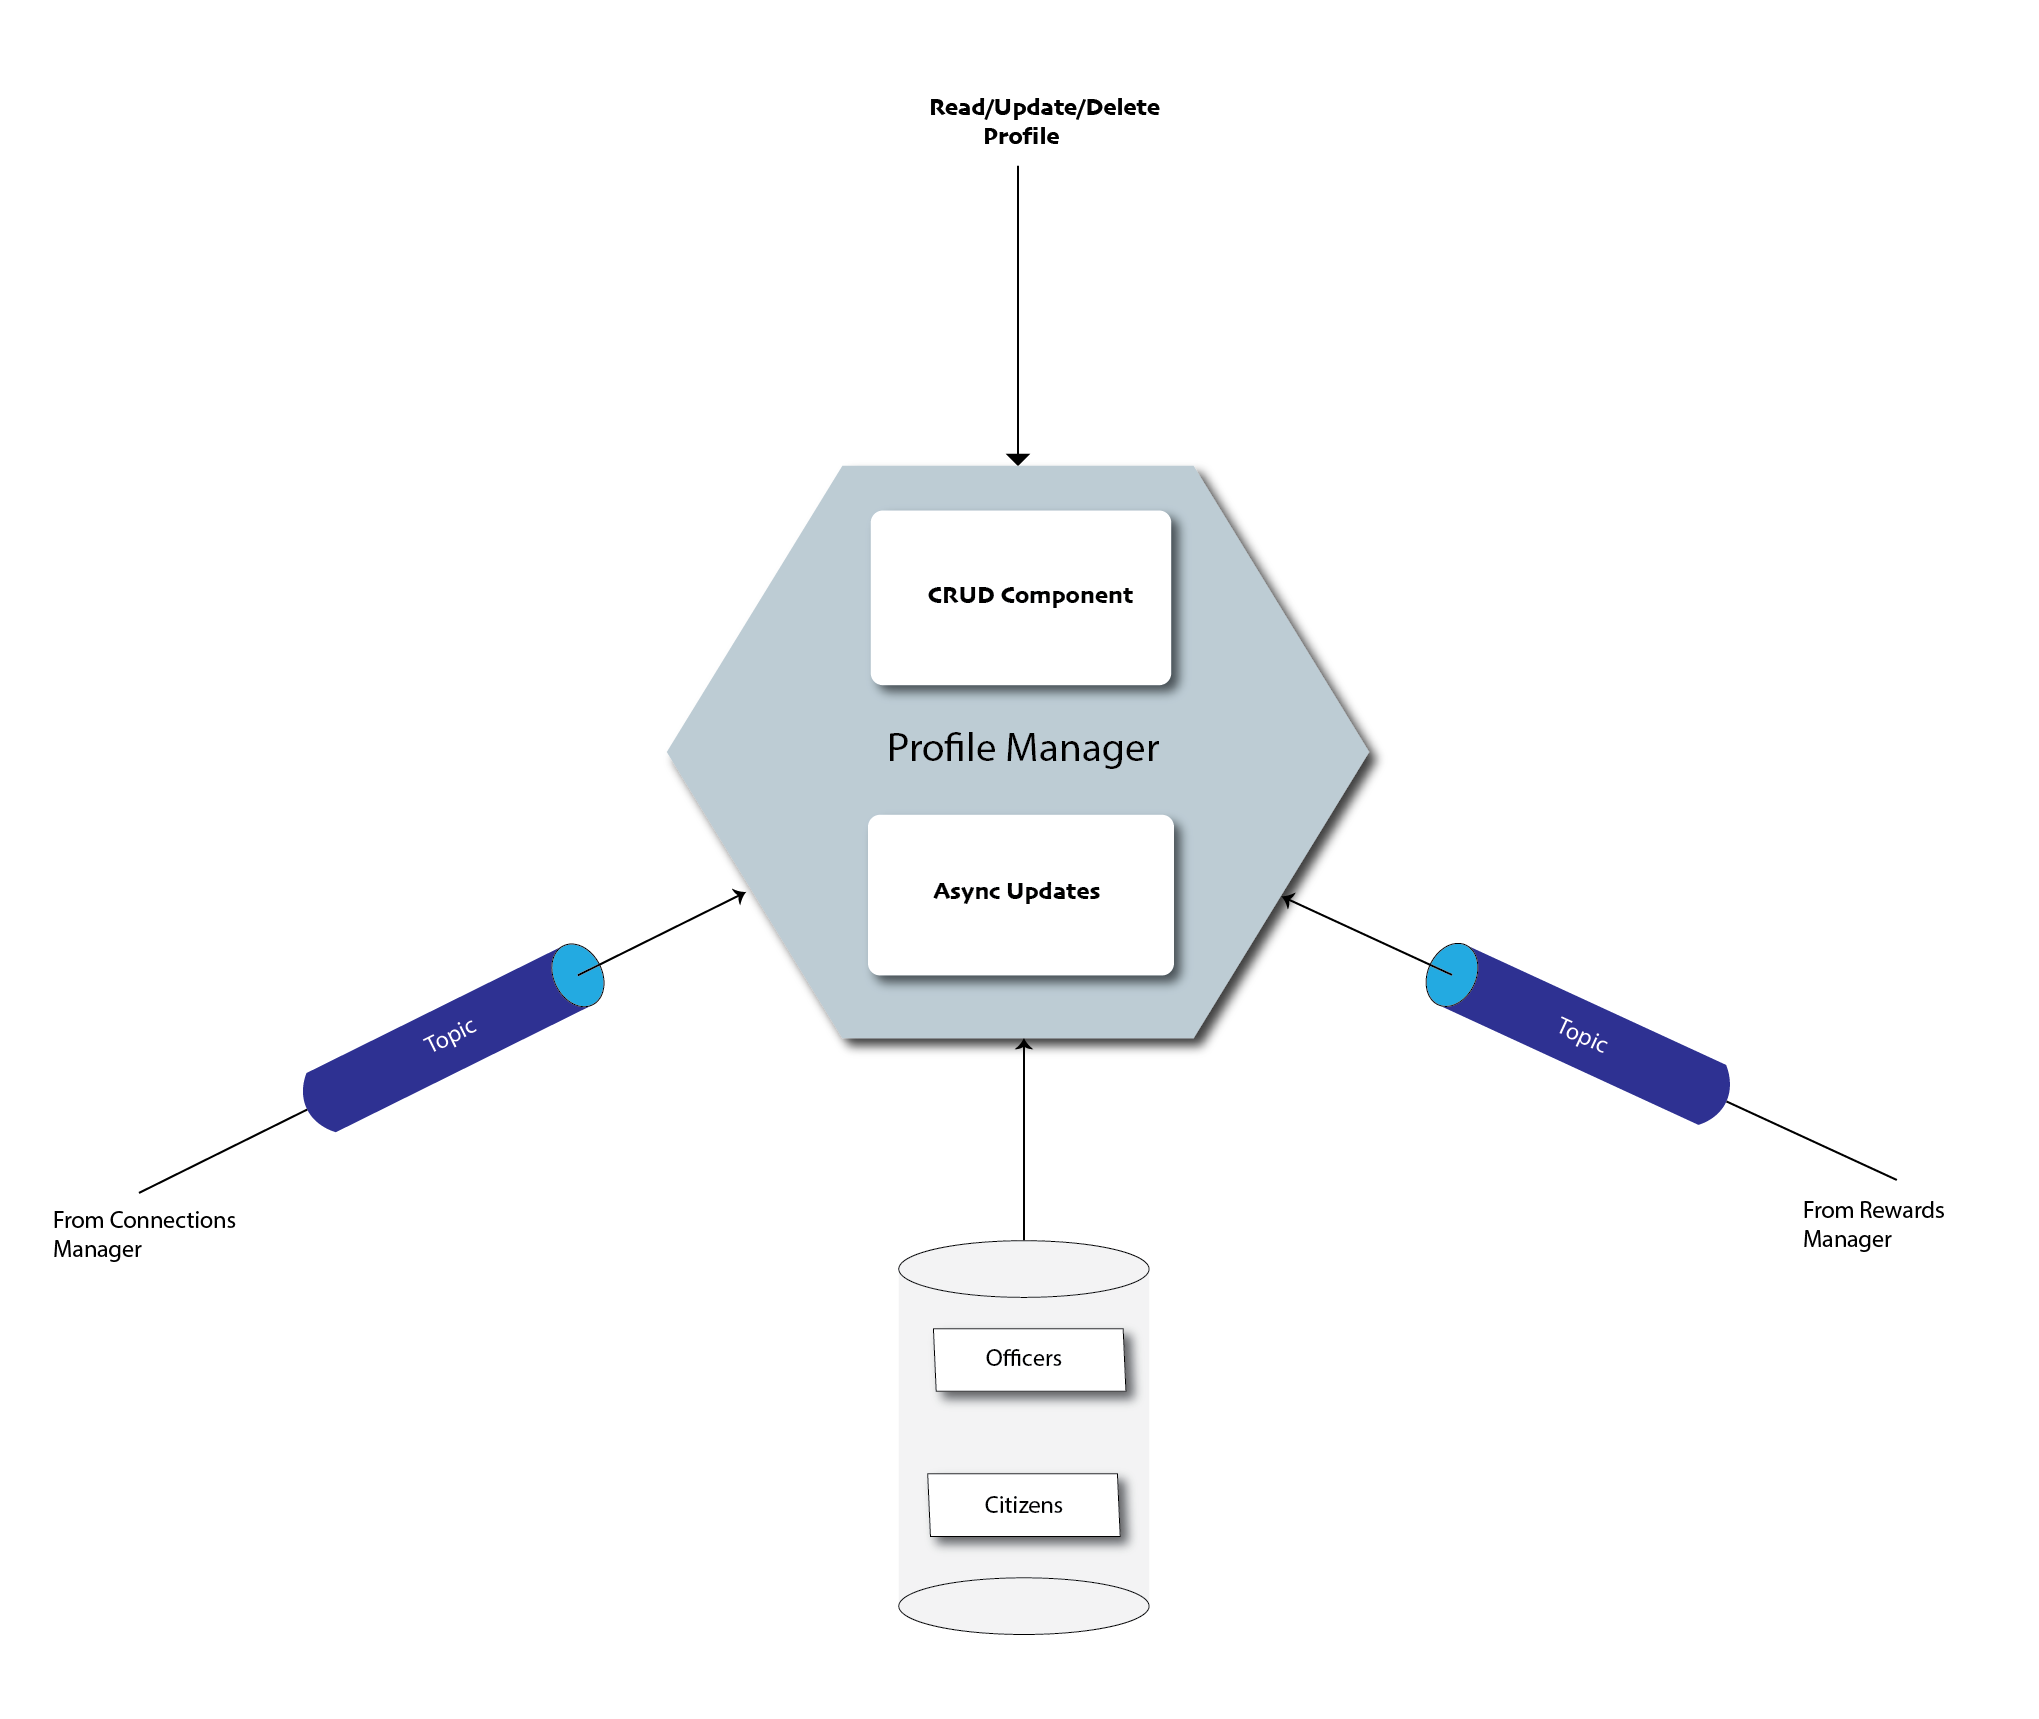 Read/Update/Delete
Profile
CRUD Component
Profile Manager
Async Updates
Topic
Topic
From Connections
Manager
From Rewards
Manager
Officers
Citizens